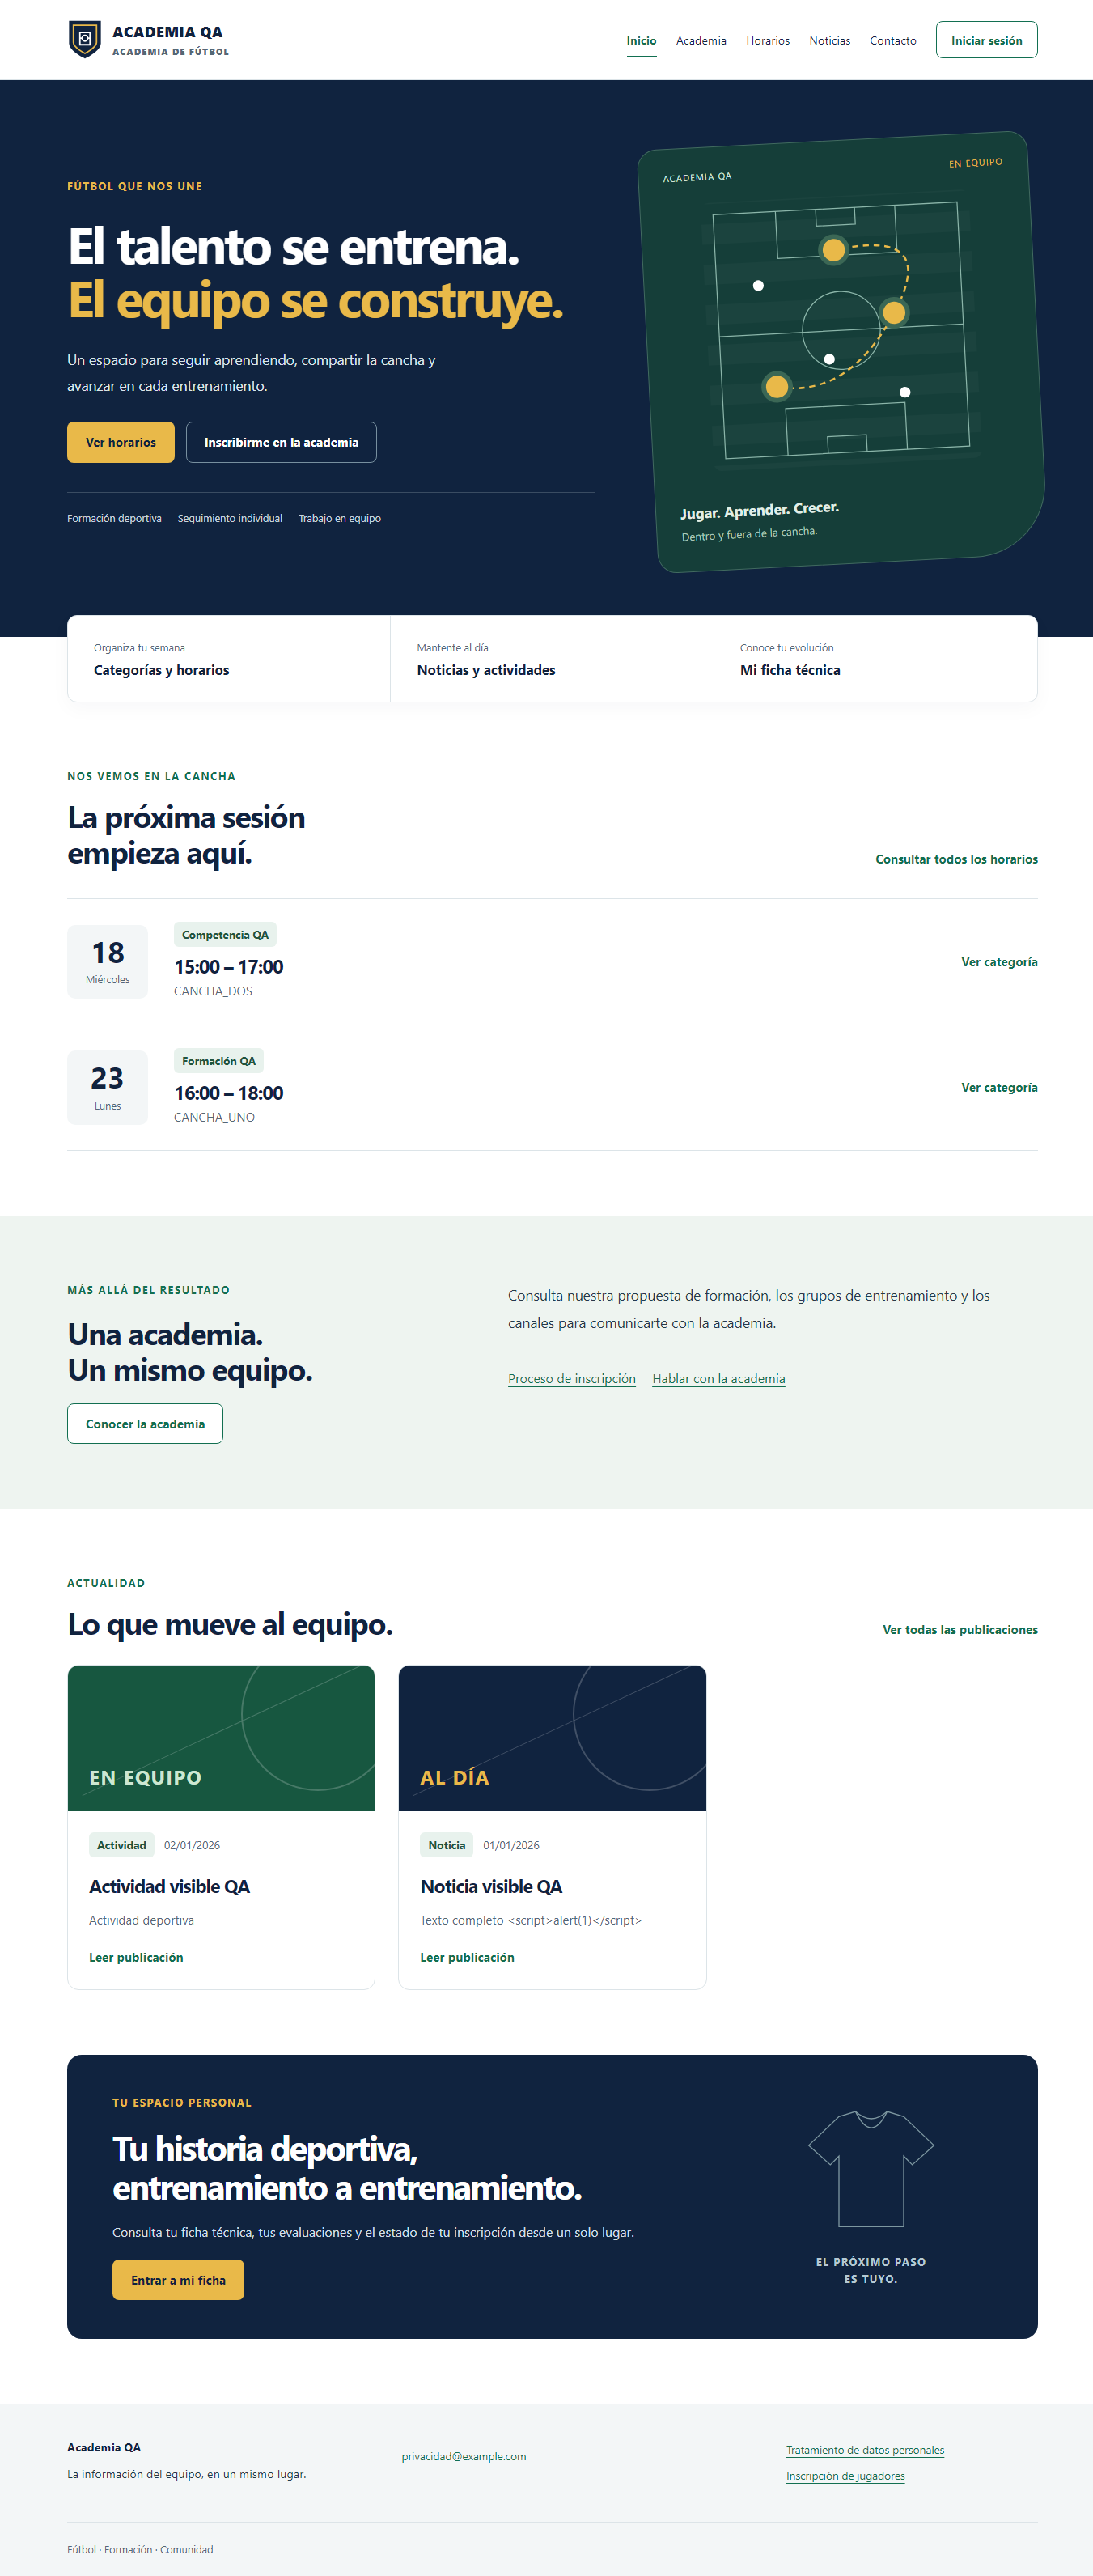 ACADEMIA QA
ACADEMIA DE FÚTBOL
Inicio
Academia
Horarios
Noticias
Contacto
Iniciar sesión
FÚTBOL QUE NOS UNE
El talento se entrena.
El equipo se construye.
Un espacio para seguir aprendiendo, compartir la cancha y
avanzar en cada entrenamiento.
Ver horarios
Inscribirme en la academia
Formación deportiva
Seguimiento individual
Trabajo en equipo
ACADEMIA QA
EN EQUIPO
Jugar. Aprender. Crecer.
Dentro y fuera de la cancha.
Organiza tu semana
Categorías y horarios
Mantente al día
Noticias y actividades
Conoce tu evolución
Mi ficha técnica
NOS VEMOS EN LA CANCHA
La próxima sesión
empieza aquí.
Consultar todos los horarios
18
Miércoles
Competencia QA
15:00 – 17:00
CANCHA_DOS
Ver categoría
23
Lunes
Formación QA
16:00 – 18:00
CANCHA_UNO
Ver categoría
MÁS ALLÁ DEL RESULTADO
Una academia.
Un mismo equipo.
Conocer la academia
Consulta nuestra propuesta de formación, los grupos de entrenamiento y los
canales para comunicarte con la academia.
Proceso de inscripción
Hablar con la academia
ACTUALIDAD
Lo que mueve al equipo.
Ver todas las publicaciones
EN EQUIPO
Actividad
02/01/2026
Actividad visible QA
Actividad deportiva
Leer publicación
AL DÍA
Noticia
01/01/2026
Noticia visible QA
Texto completo <script>alert(1)</script>
Leer publicación
TU ESPACIO PERSONAL
Tu historia deportiva,
entrenamiento a entrenamiento.
Consulta tu ficha técnica, tus evaluaciones y el estado de tu inscripción desde un solo lugar.
Entrar a mi ficha
EL PRÓXIMO PASO
ES TUYO.
Academia QA
La información del equipo, en un mismo lugar.
privacidad@example.com
Tratamiento de datos personales
Inscripción de jugadores
Fútbol · Formación · Comunidad